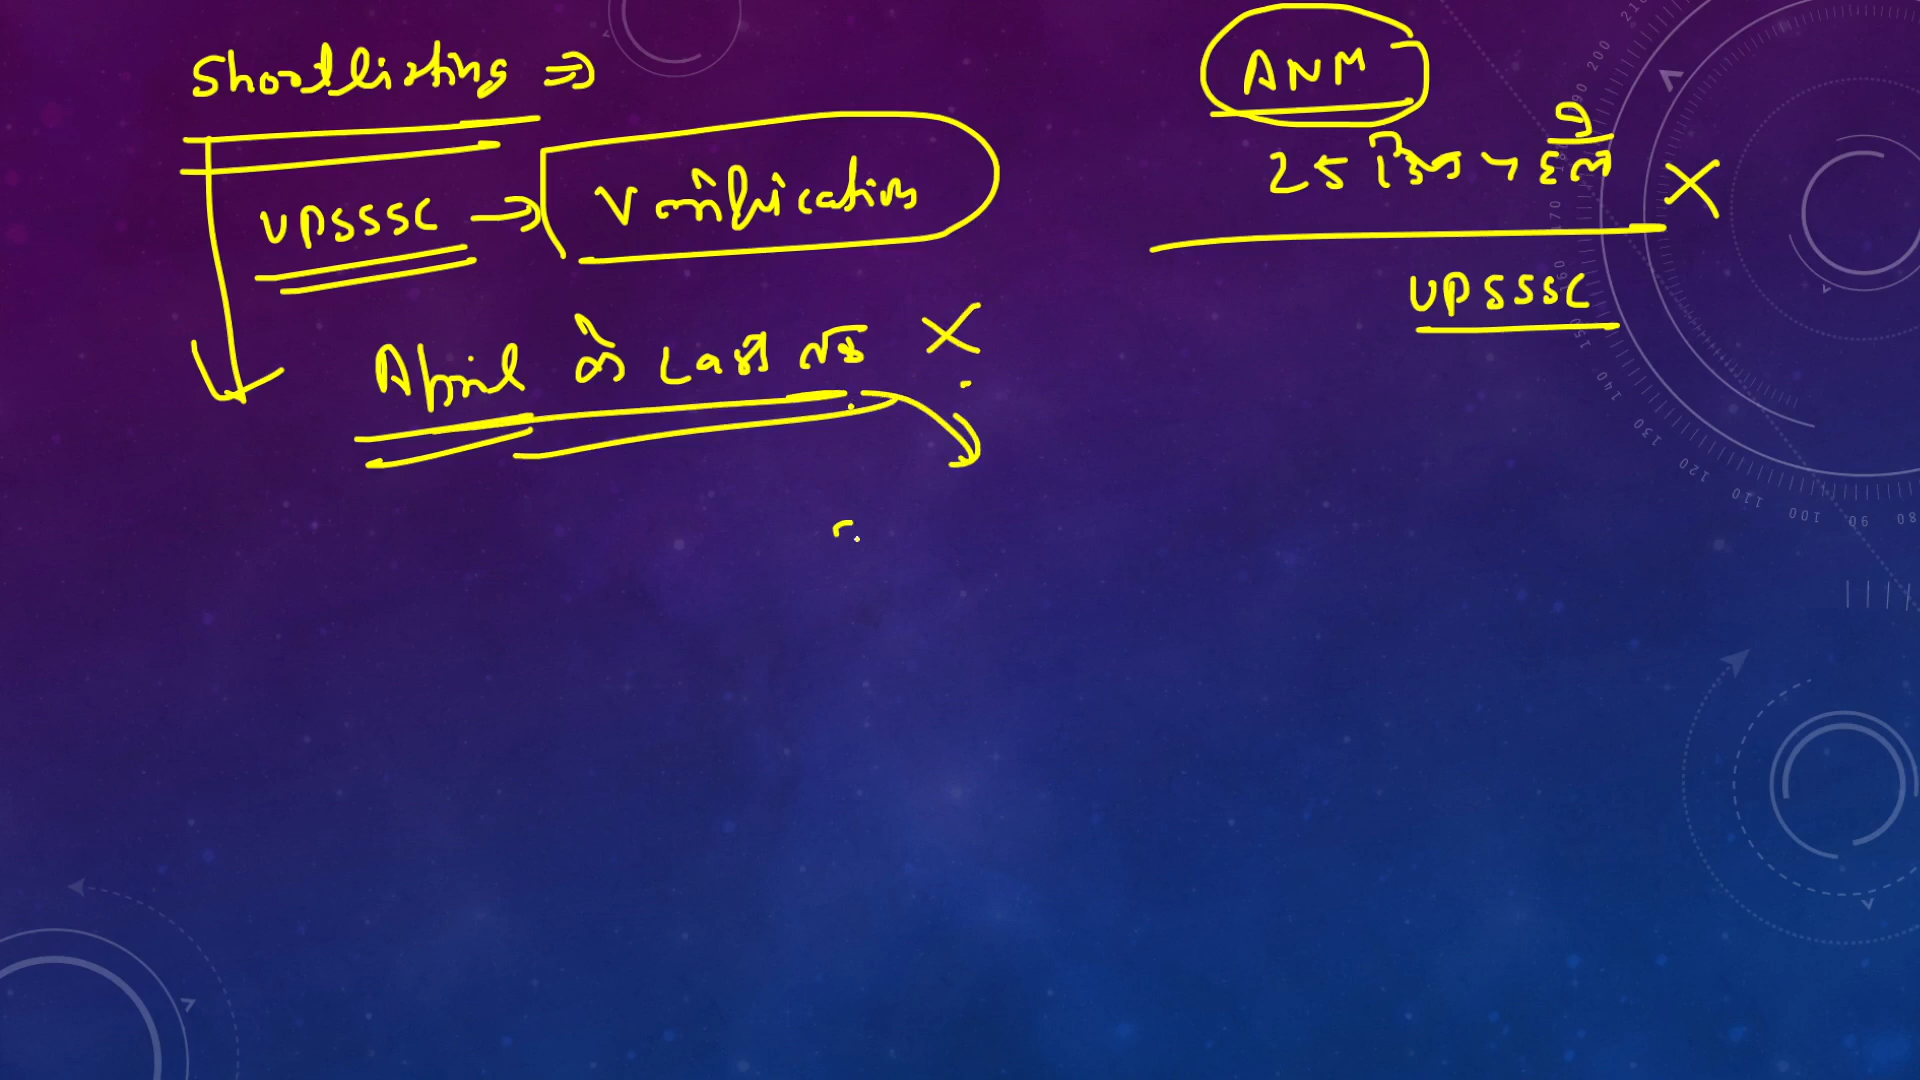 Shortlisting ⇒
UPSSSC → Verification
April के Last तक X
ANM
25 X
UPSSSC